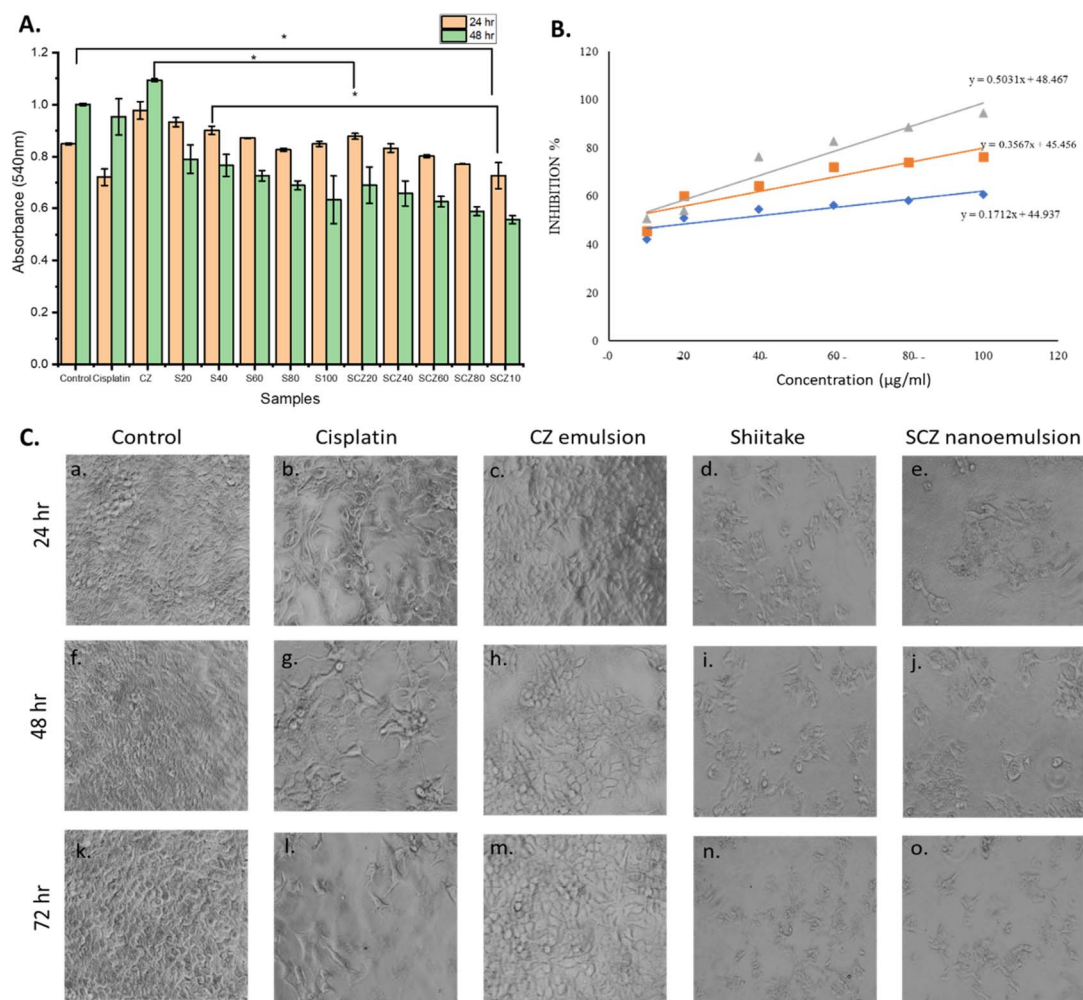 A.
24 hr
48 hr
*
*
*
1.2
1.0
0.8
0.6
0.4
0.2
0.0
Absorbance (540nm)
Control Cisplatin CZ S20 S40 S60 S80 S100 SCZ20 SCZ40 SCZ60 SCZ80 SCZ10
Samples
B.
120
100
80
60
40
20
0
INHIBITION %
y = 0.5031x + 48.467
y = 0.3567x + 45.456
y = 0.1712x + 44.937
0 20 40 60 80 100 120
Concentration (µg/ml)
C.
Control Cisplatin CZ emulsion Shiitake SCZ nanoemulsion
24 hr
a. b. c. d. e.
48 hr
f. g. h. i. j.
72 hr
k. l. m. n. o.